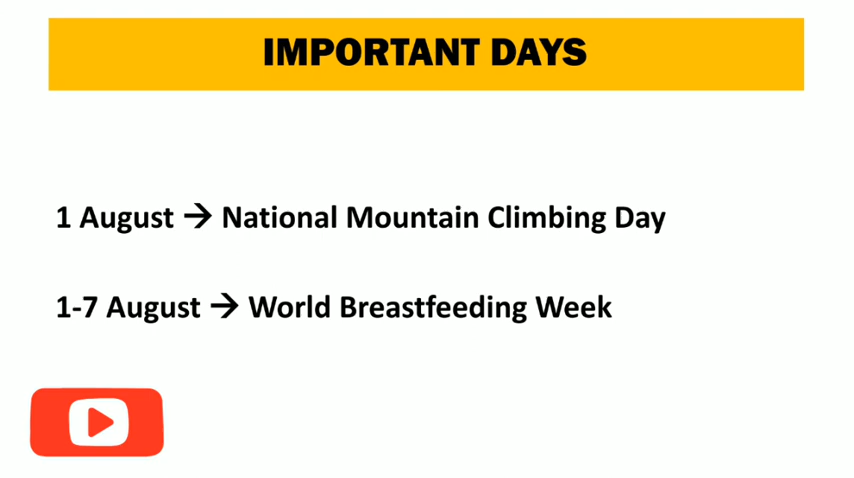 IMPORTANT DAYS
1 August → National Mountain Climbing Day
1-7 August → World Breastfeeding Week